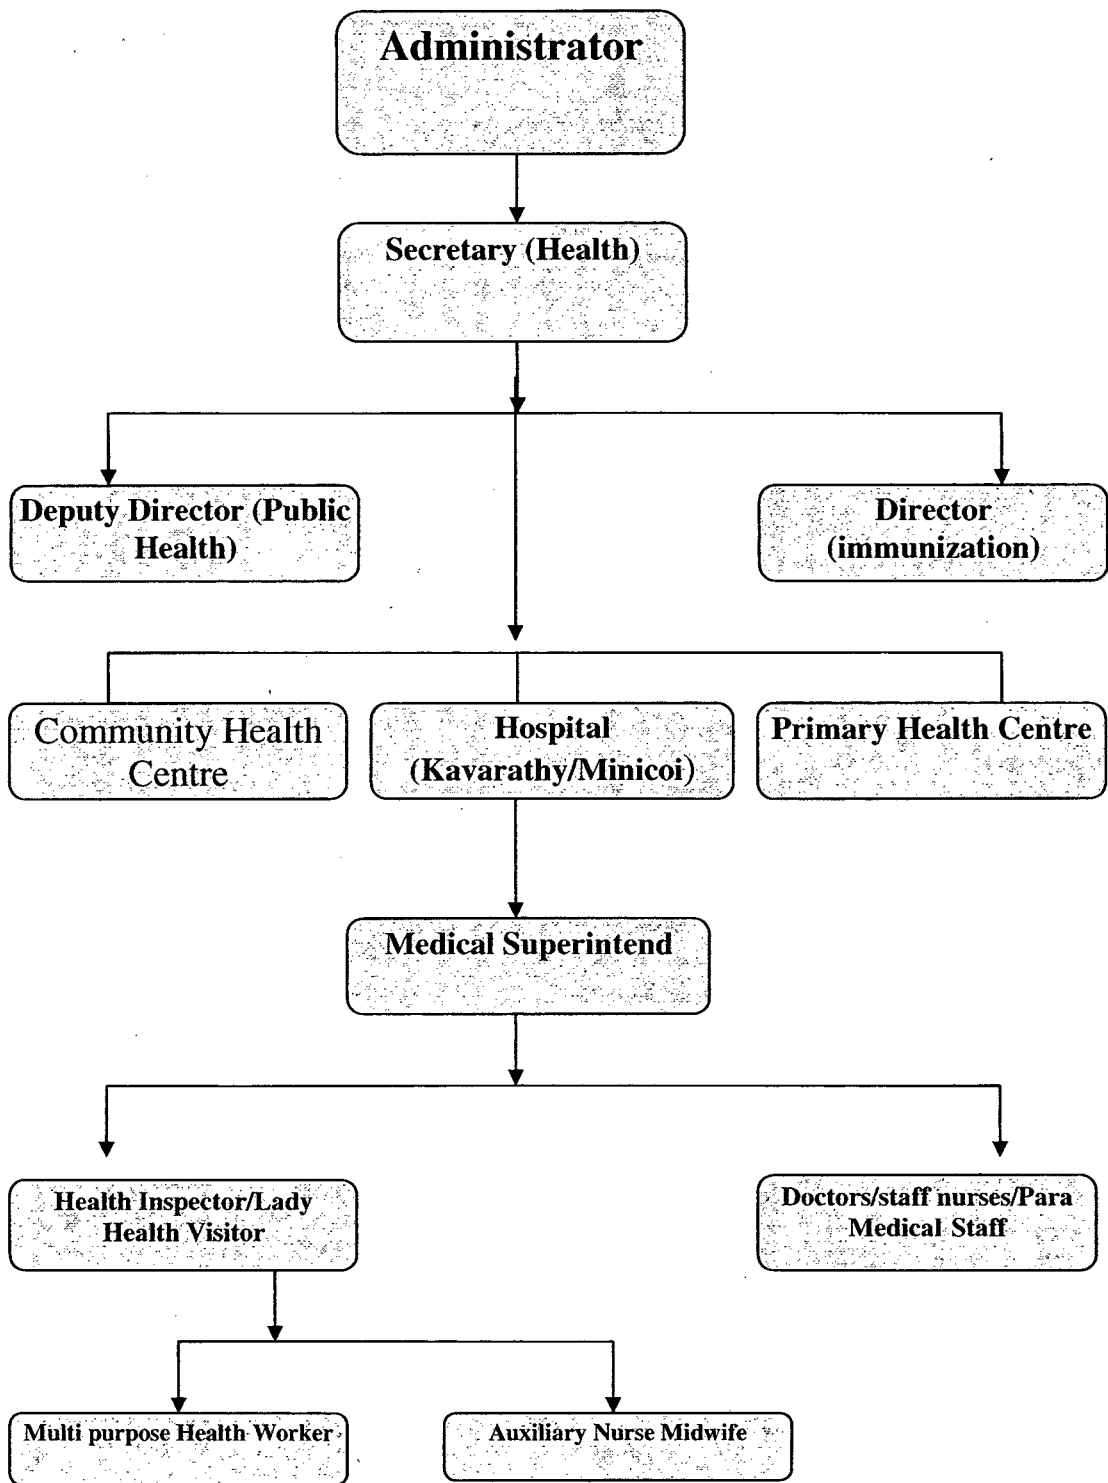 Administrator
Secretary (Health)
Deputy Director (Public
Health)
Director
(immunization)
Community Health
Centre
Hospital
(Kavarathy/Minicoi)
Primary Health Centre
Medical Superintend
Health Inspector/Lady
Health Visitor
Doctors/staff nurses/Para
Medical Staff
Multi purpose Health Worker
Auxiliary Nurse Midwife